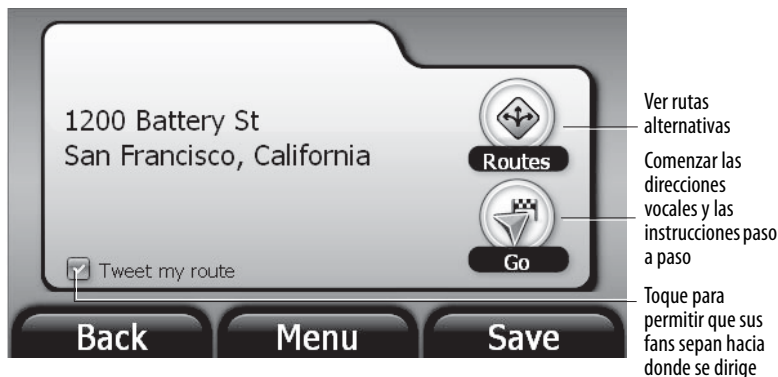 1200 Battery St
San Francisco, California
Routes
Go
Tweet my route
Back
Menu
Save
Ver rutas
alternativas
Comenzar las
direcciones
vocales y las
instrucciones paso
a paso
Toque para
permitir que sus
fans sepan hacia
donde se dirige